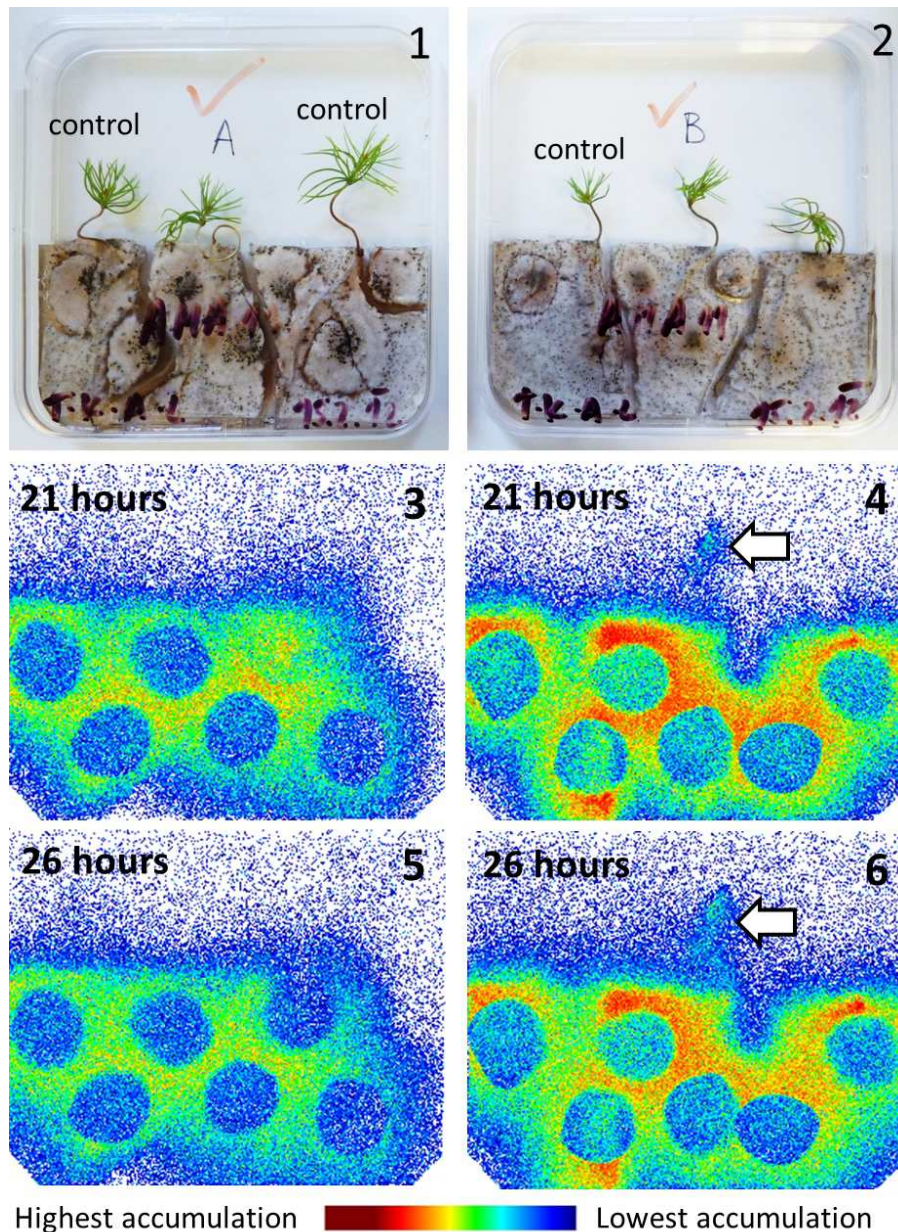 1
control
control
A
T.K.A.L
2
control
B
T.K.A.L
21 hours
3
21 hours
4
26 hours
5
26 hours
6
Highest accumulation
Lowest accumulation